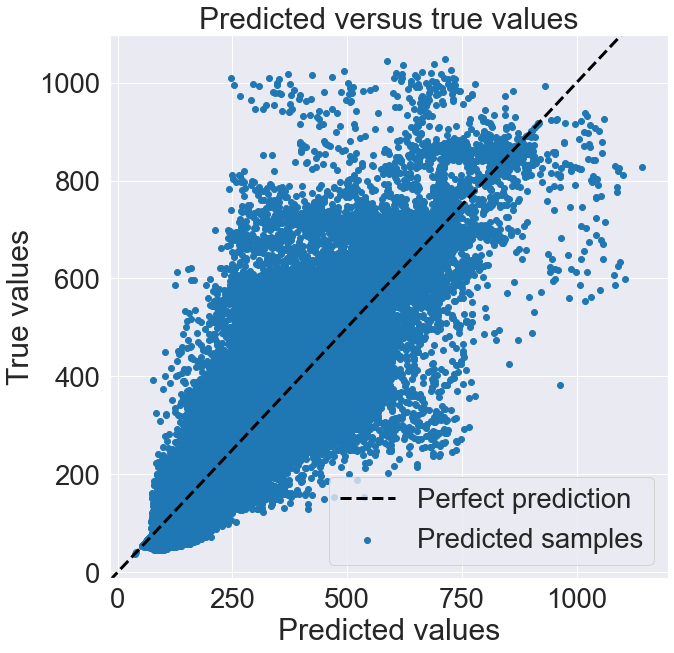 Predicted versus true values
1000
800
600
400
200
0
True values
Perfect prediction
Predicted samples
0 250 500 750 1000
Predicted values